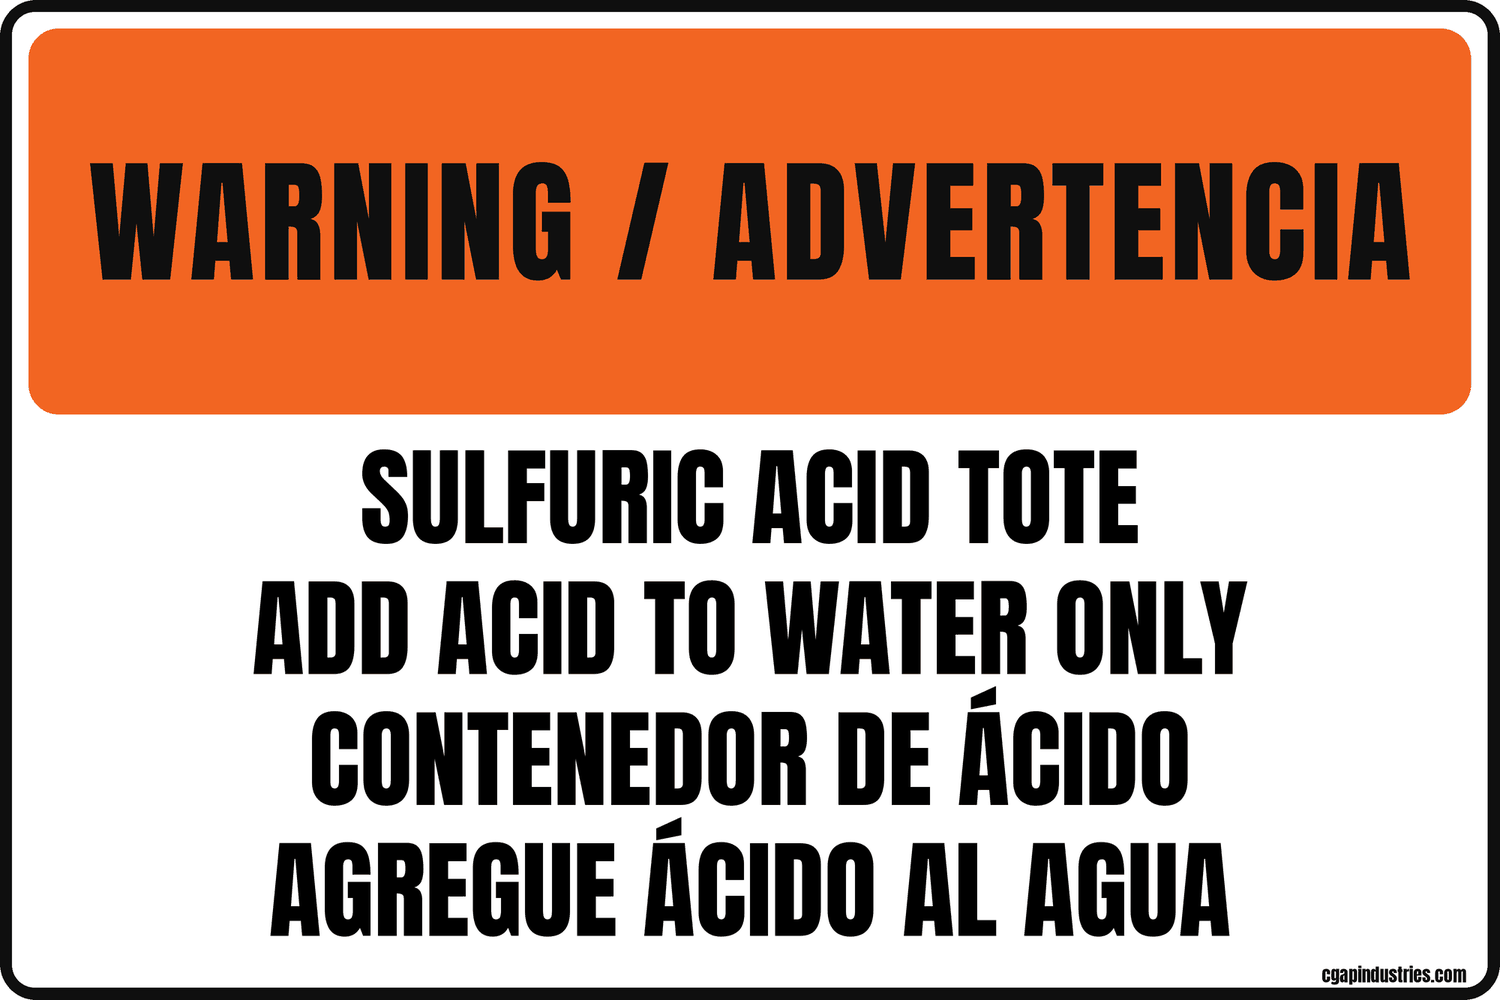 WARNING / ADVERTENCIA
SULFURIC ACID TOTE
ADD ACID TO WATER ONLY
CONTENEDOR DE ÁCIDO
AGREGUE ÁCIDO AL AGUA
cgapindustries.com